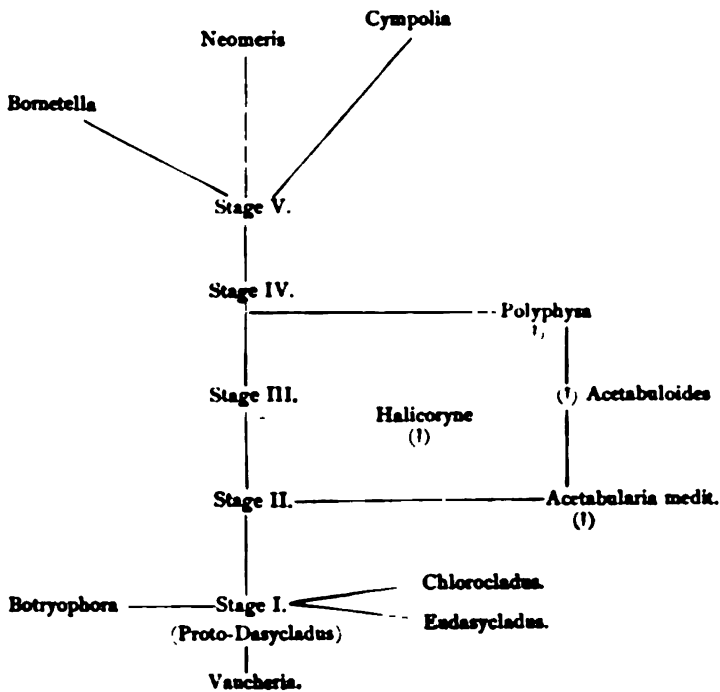 Cympolia
Neomeris
Bornetella
Stage V.
Stage IV.
Polyphysa
(?)
Stage III.
(?) Acetabuloides
Halicoryne
(?)
Stage II.
Acetabularia medit.
(?)
Chlorocladus.
Botryophora
Stage I.
Eudasycladus.
(Proto-Dasycladus)
Vaucheria.